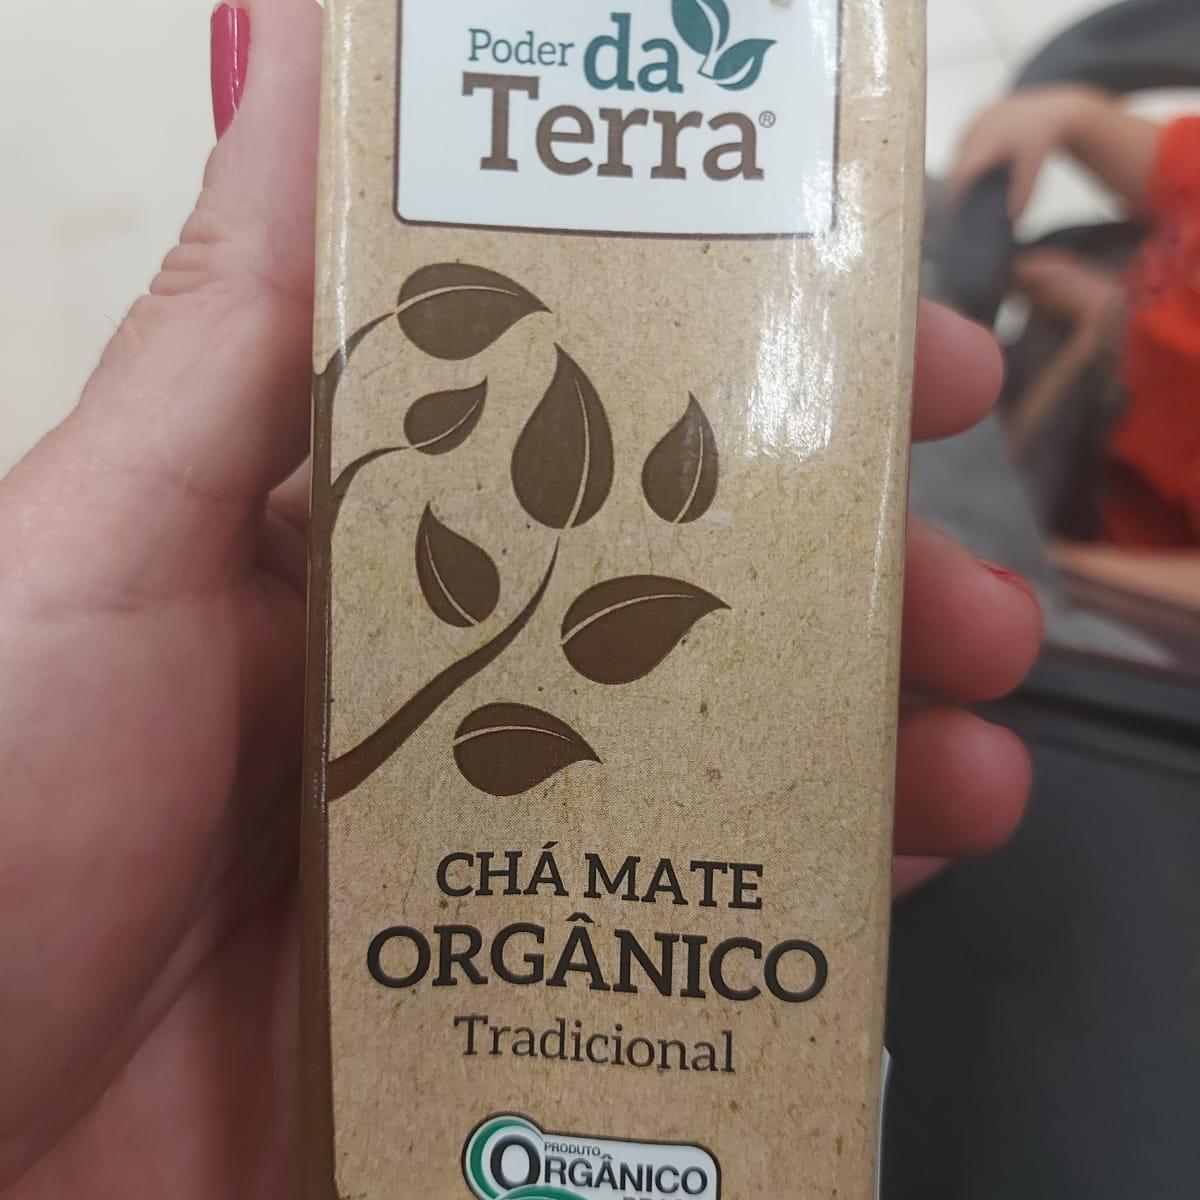 Poder da
Terra®
CHÁ MATE
ORGÂNICO
Tradicional
PRODUTO
ORGÂNICO